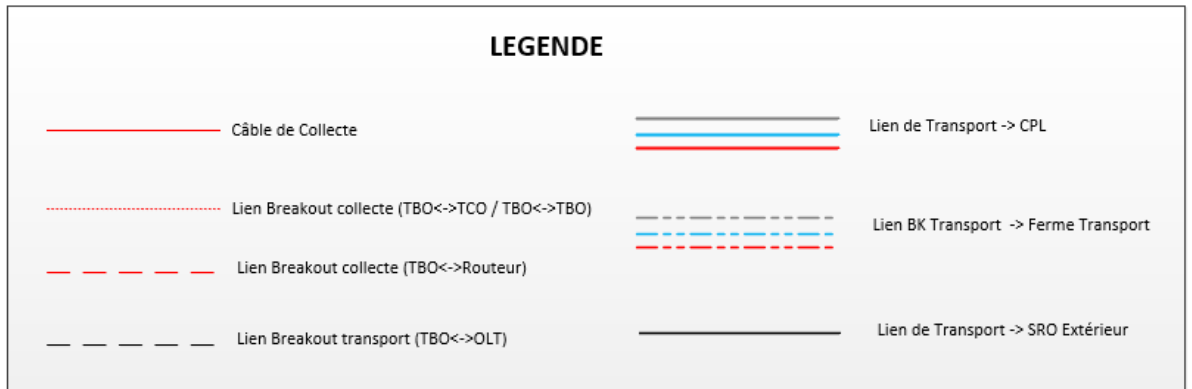 LEGENDE
Câble de Collecte
Lien Breakout collecte (TBO<->TCO / TBO<->TBO)
Lien Breakout collecte (TBO<->Routeur)
Lien Breakout transport (TBO<->OLT)
Lien de Transport -> CPL
Lien BK Transport -> Ferme Transport
Lien de Transport -> SRO Extérieur